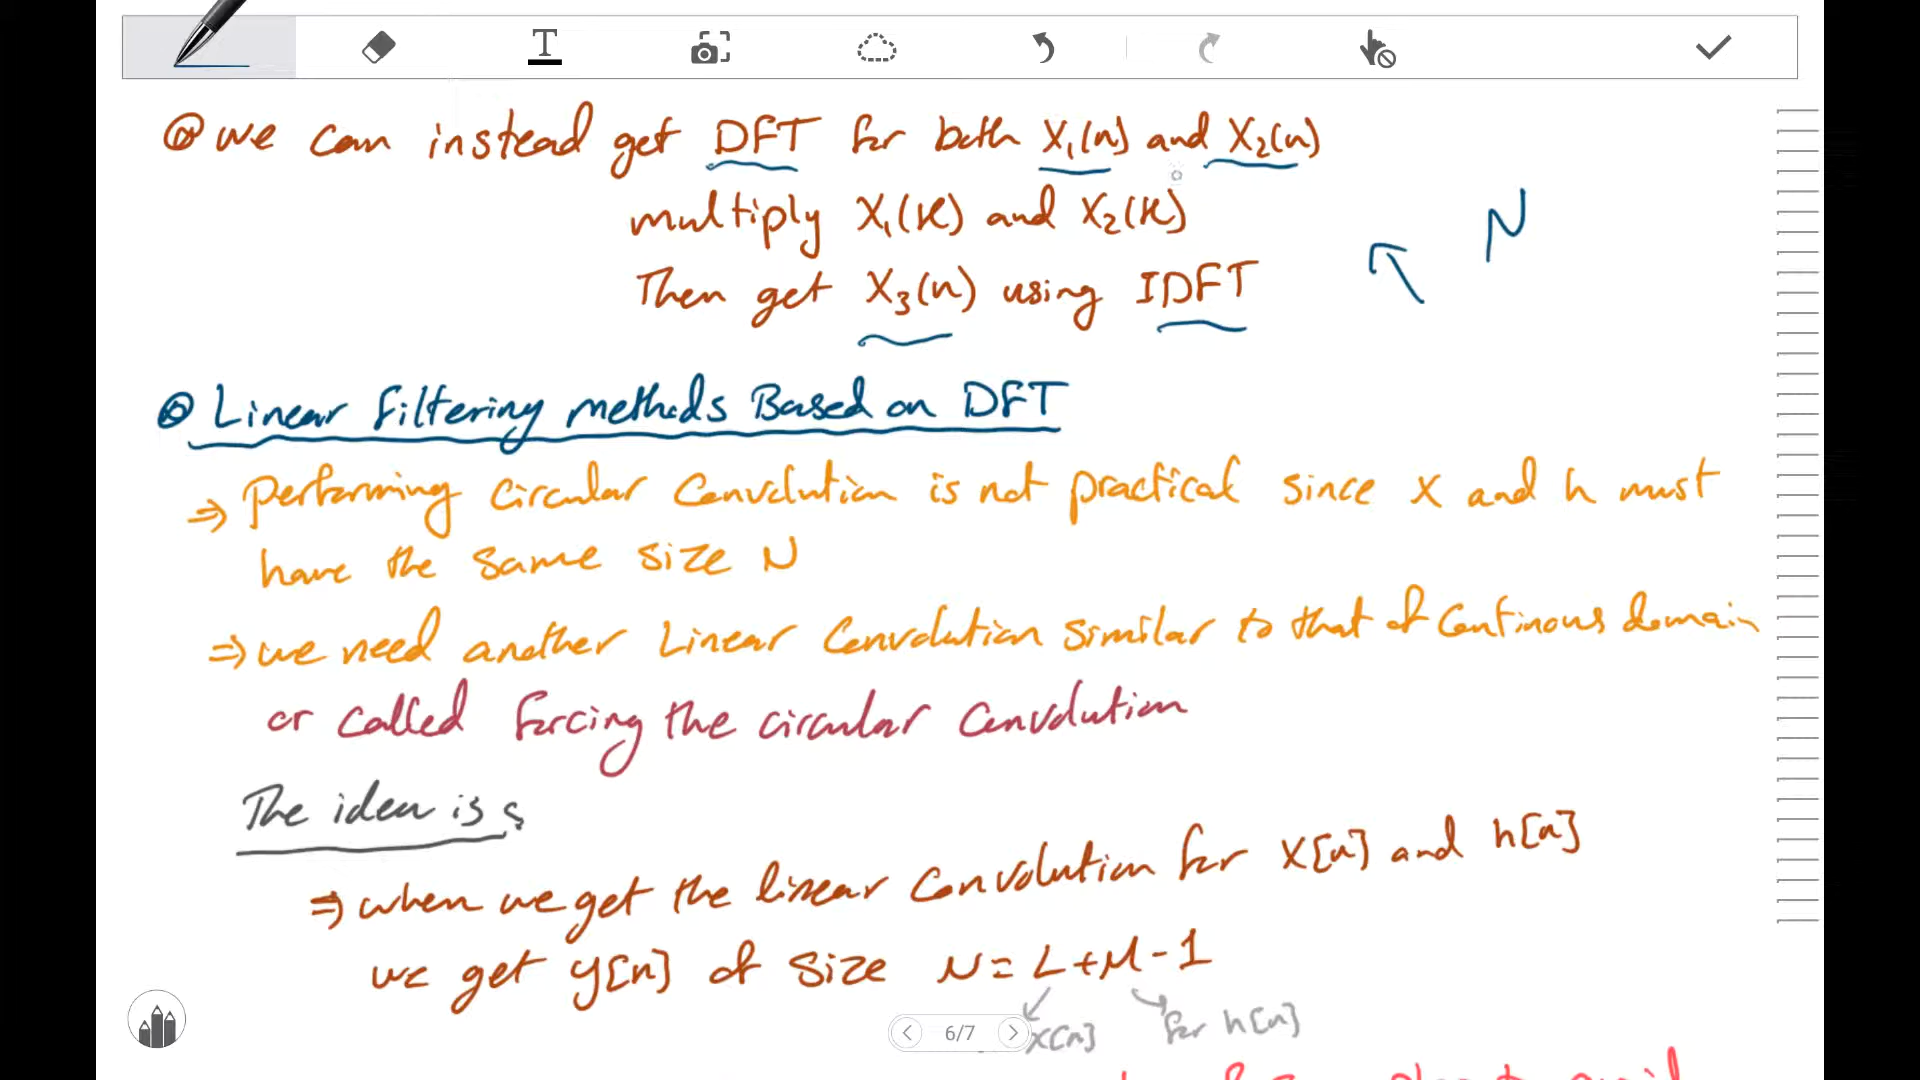 T
We can instead get DFT for both X₁(n) and X₂(n)
multiply X₁(K) and X₂(K)
N
Then get X₃(n) using IDFT
Linear Filtering methods Based on DFT
⇒ Performing Circular Convolution is not practical since X and h must
have the same size N
⇒ we need another Linear Convolution similar to that of Continous domain
or called forcing the circular Convolution
The idea is
⇒ when we get the linear Convolution for X[n] and h[n]
we get y[n] of size N = L+M-1
x[n] for h[n]
6/7